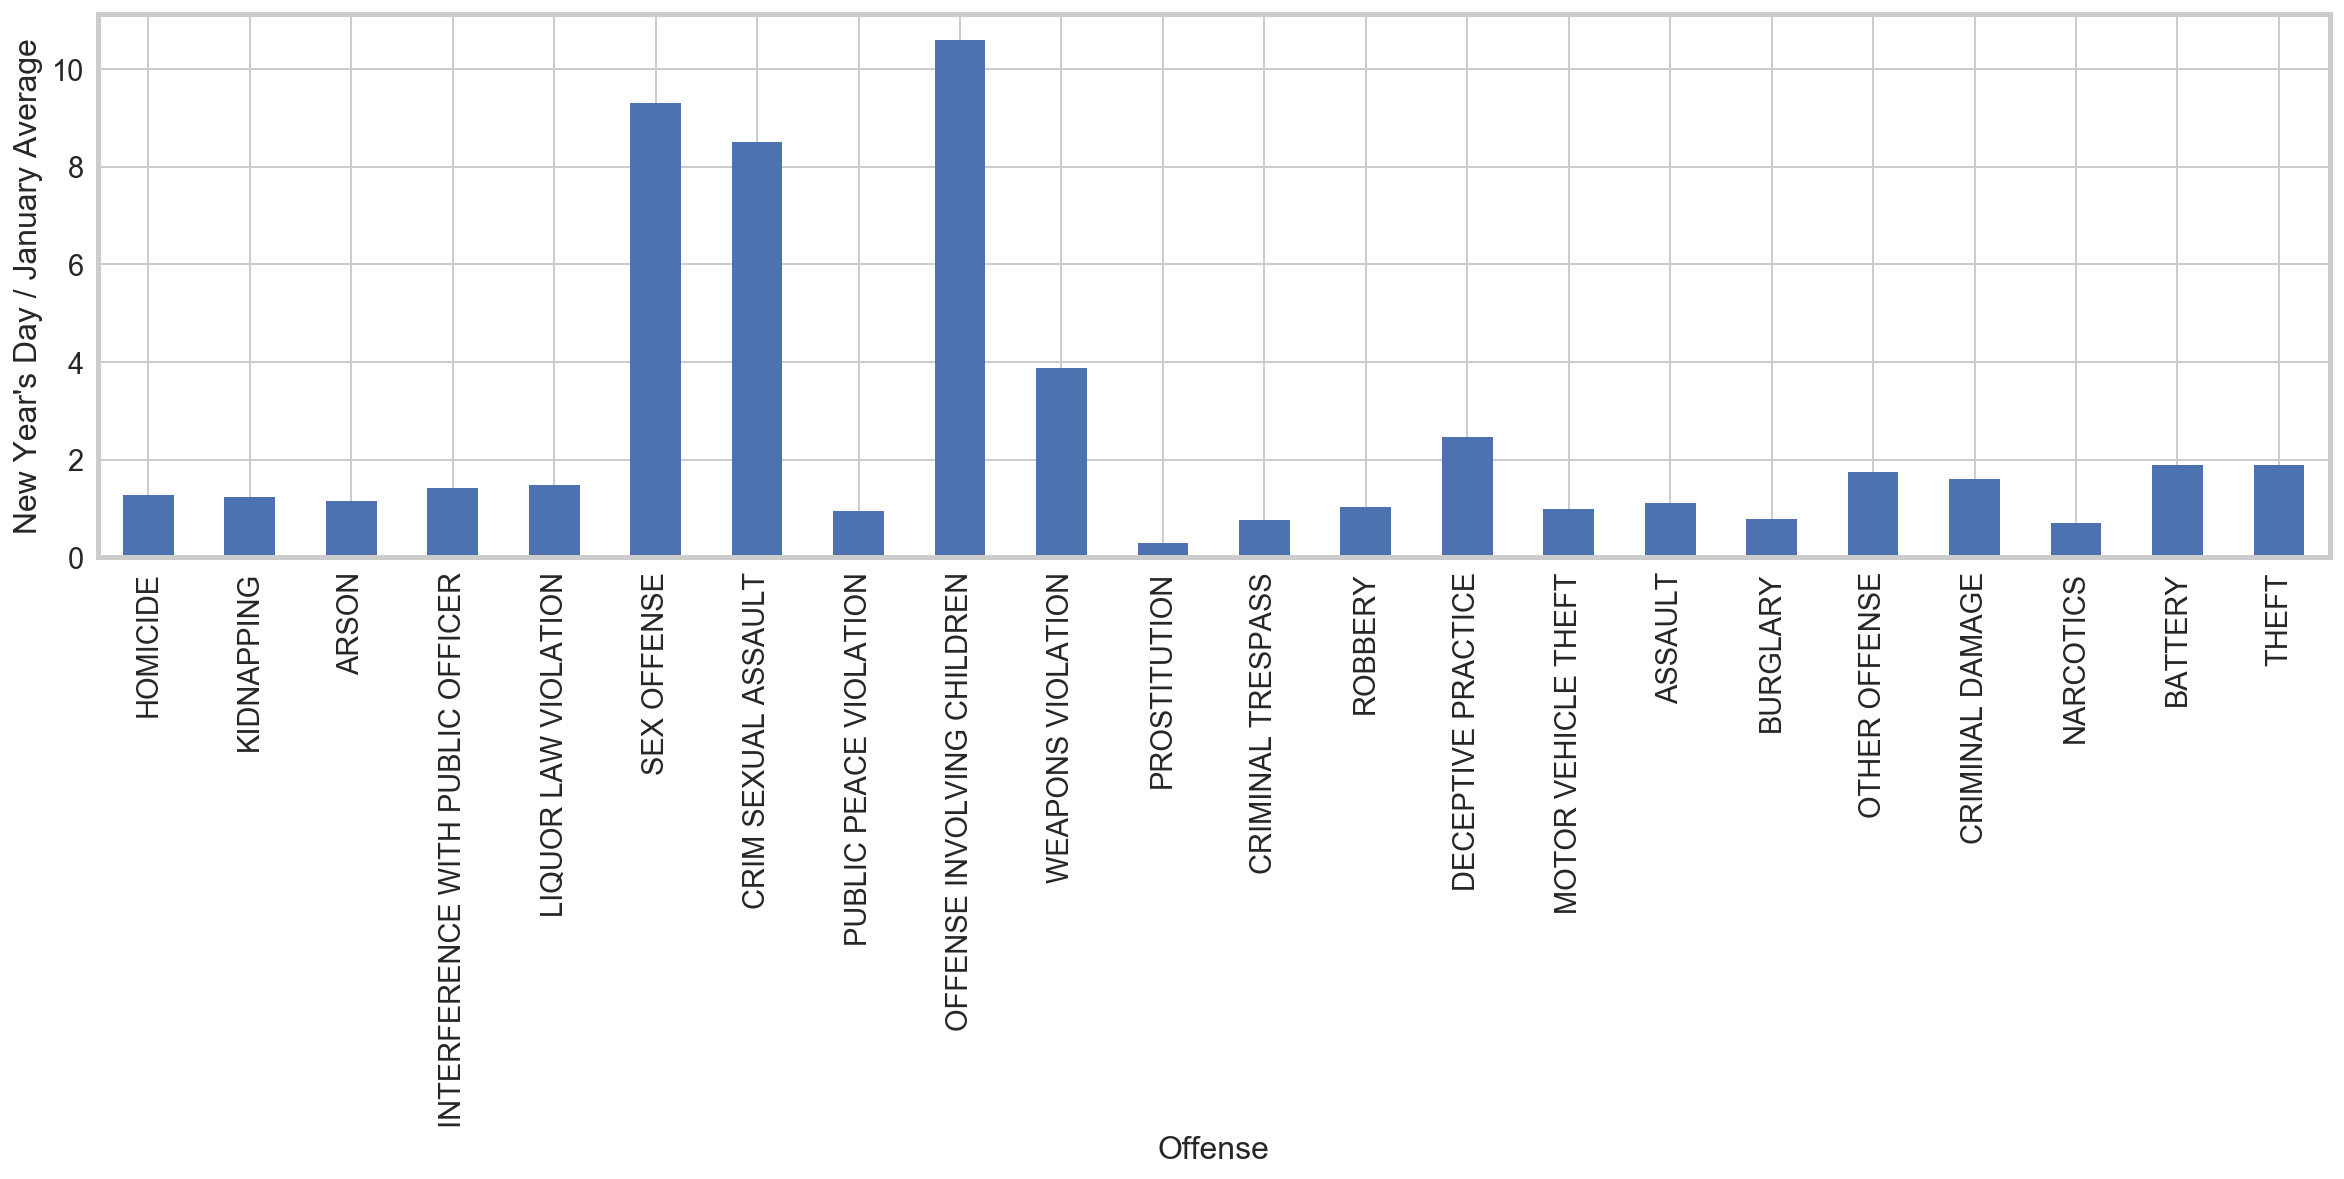 New Year's Day / January Average
10
8
6
4
2
0
HOMICIDE
KIDNAPPING
ARSON
INTERFERENCE WITH PUBLIC OFFICER
LIQUOR LAW VIOLATION
SEX OFFENSE
CRIM SEXUAL ASSAULT
PUBLIC PEACE VIOLATION
OFFENSE INVOLVING CHILDREN
WEAPONS VIOLATION
PROSTITUTION
CRIMINAL TRESPASS
ROBBERY
DECEPTIVE PRACTICE
MOTOR VEHICLE THEFT
ASSAULT
BURGLARY
OTHER OFFENSE
CRIMINAL DAMAGE
NARCOTICS
BATTERY
THEFT
Offense